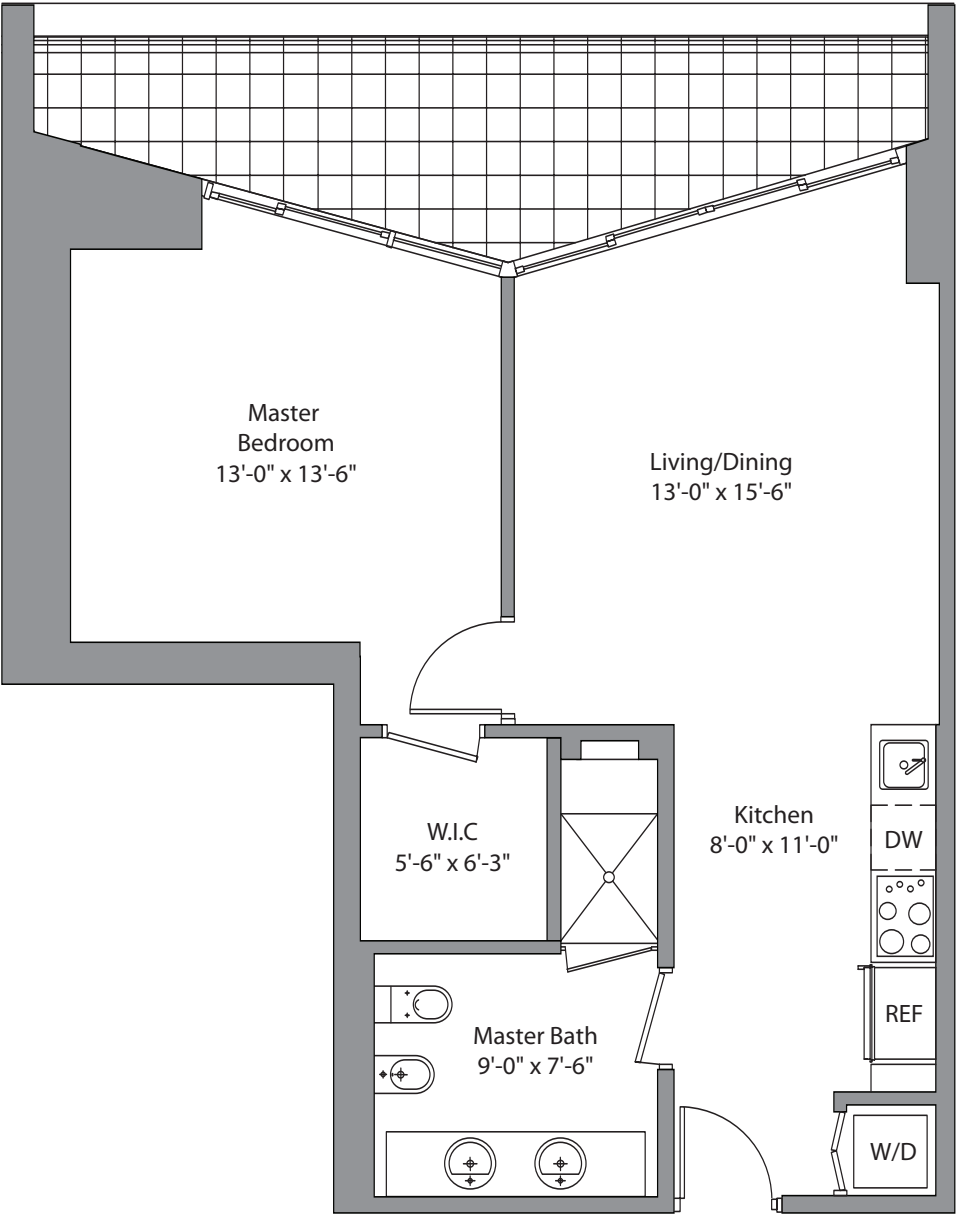 Master
Bedroom
13'-0" x 13'-6"
Living/Dining
13'-0" x 15'-6"
W.I.C
5'-6" x 6'-3"
Kitchen
8'-0" x 11'-0"
DW
REF
Master Bath
9'-0" x 7'-6"
W/D